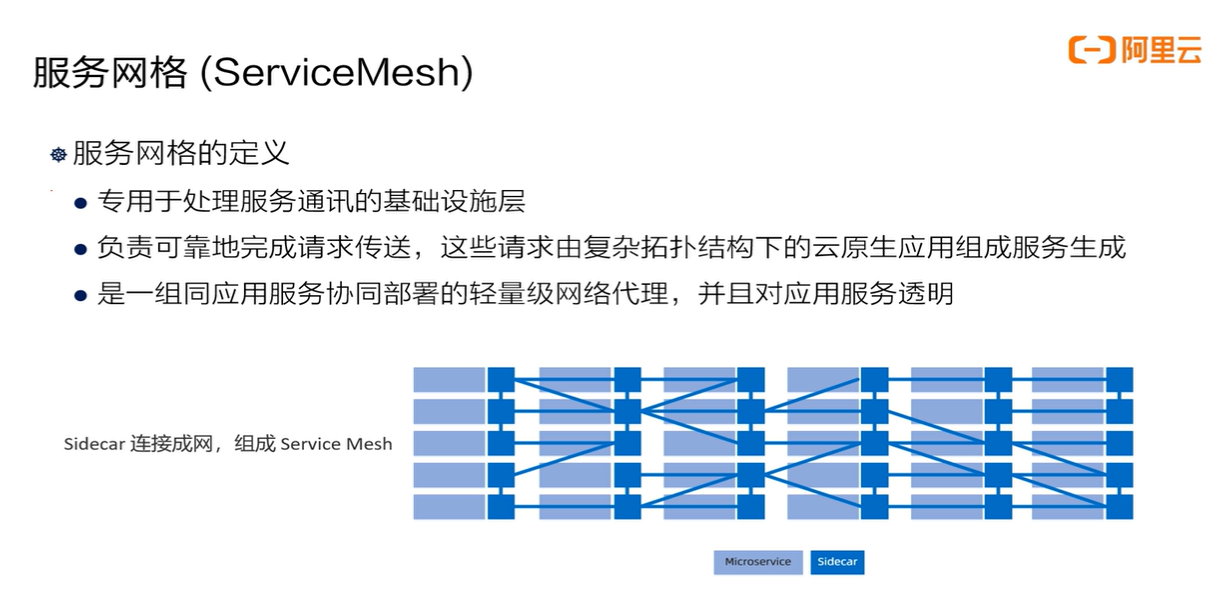 阿里云
服务网格 (ServiceMesh)
服务网格的定义
专用于处理服务通讯的基础设施层
负责可靠地完成请求传送，这些请求由复杂拓扑结构下的云原生应用组成服务生成
是一组同应用服务协同部署的轻量级网络代理，并且对应用服务透明
Sidecar 连接成网，组成 Service Mesh
Microservice
Sidecar